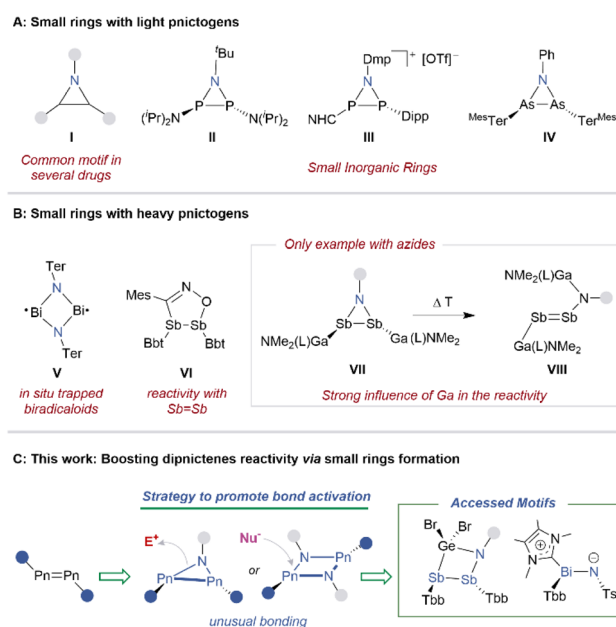 A: Small rings with light pnictogens
N
I
Common motif in
several drugs
ᵗBu
N
P P
(ⁱPr)₂N N(ⁱPr)₂
II
Dmp ⁺ [OTf]⁻
N
P P
NHC Dipp
III
Small Inorganic Rings
Ph
N
As As
ᴹᵉˢTer Terᴹᵉˢ
IV
B: Small rings with heavy pnictogens
Ter
N
•Bi Bi•
N
Ter
V
in situ trapped
biradicaloids
Mes N
O
Sb Sb
Bbt Bbt
VI
reactivity with
Sb=Sb
Only example with azides
N
Sb Sb
NMe₂(L)Ga Ga(L)NMe₂
VII
Δ T
NMe₂(L)Ga
N
Sb=Sb
Ga(L)NMe₂
VIII
Strong influence of Ga in the reactivity
C: This work: Boosting dipnictenes reactivity via small rings formation
Pn=Pn
Strategy to promote bond activation
E⁺
N
Pn Pn
or
Nu⁻
N Pn
Pn N
unusual bonding
Accessed Motifs
Br Br
Ge N
Sb Sb
Tbb Tbb
N
⊕ N
Bi N ⊖
Tbb Ts